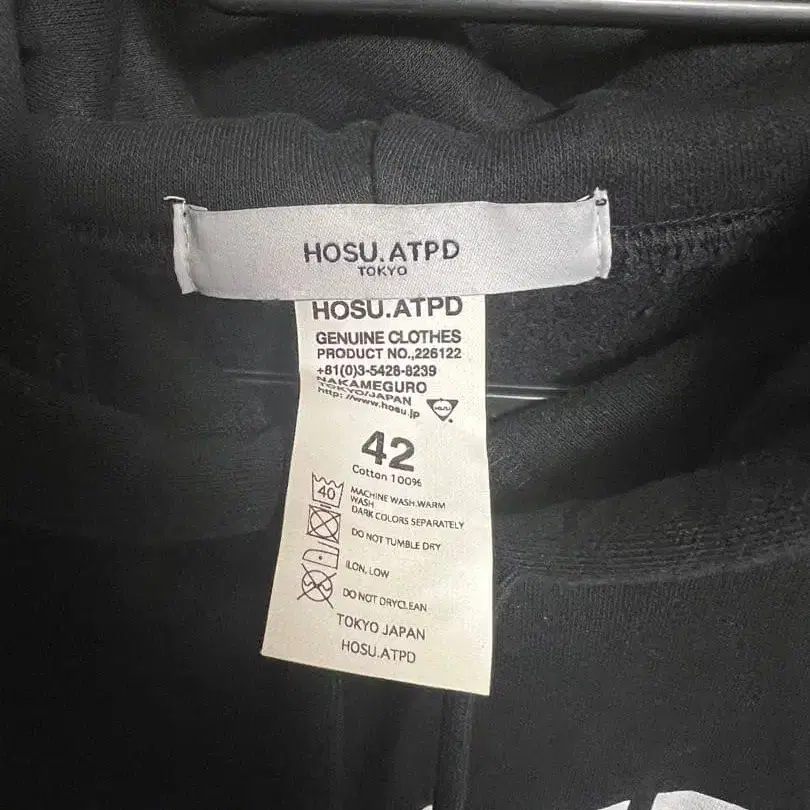 HOSU.ATPD
TOKYO
HOSU.ATPD
GENUINE CLOTHES
PRODUCT NO.,226122
+81(0)3-5428-8239
NAKAMEGURO
TOKYO/JAPAN
http://www.hosu.jp
HOSU
42
Cotton 100%
40
MACHINE WASH.WARM
WASH
DARK COLORS SEPARATELY
DO NOT TUMBLE DRY
ILON, LOW
DO NOT DRYCLEAN
TOKYO JAPAN
HOSU.ATPD